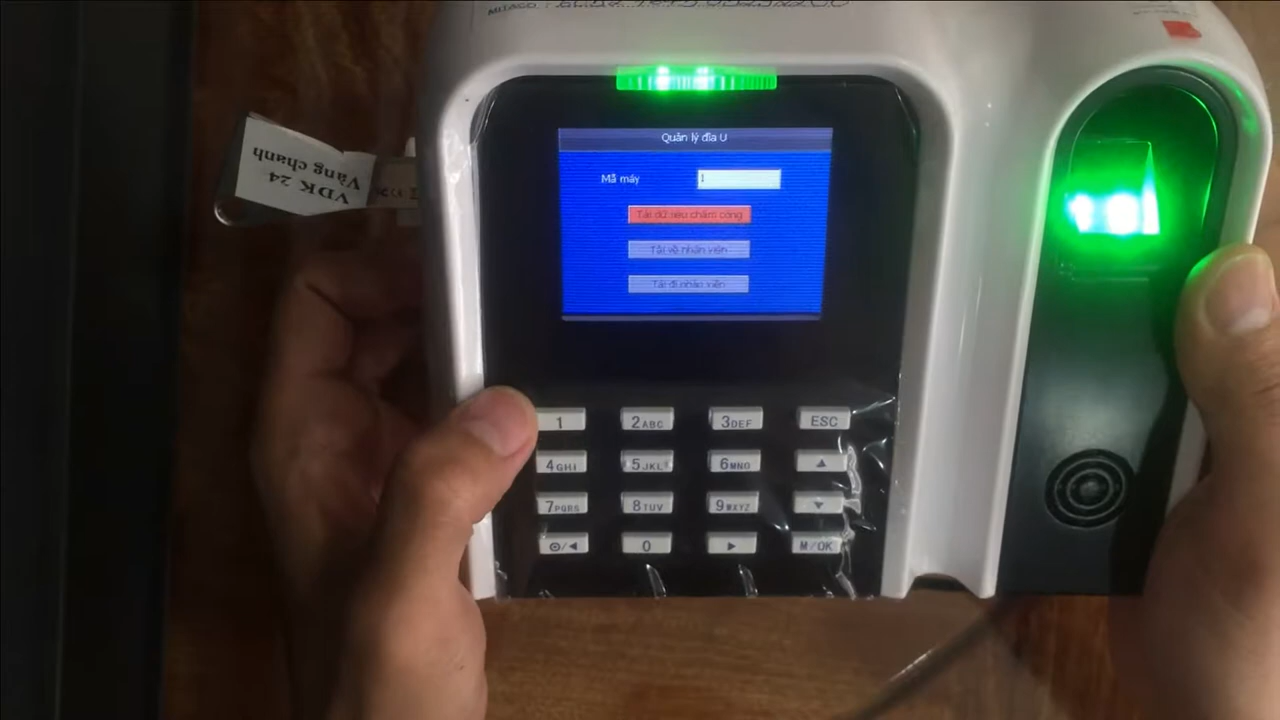 MITACO :
Quản lý đĩa U
Mã máy
1
Tải dữ liệu chấm công
Tải về nhân viên
Tải đi nhân viên
VDK 24
Vàng chanh
1
2ABC
3DEF
ESC
4GHI
5JKL
6MNO
▲
7PQRS
8TUV
9WXYZ
▼
⊙/◀
0
▶
M/OK